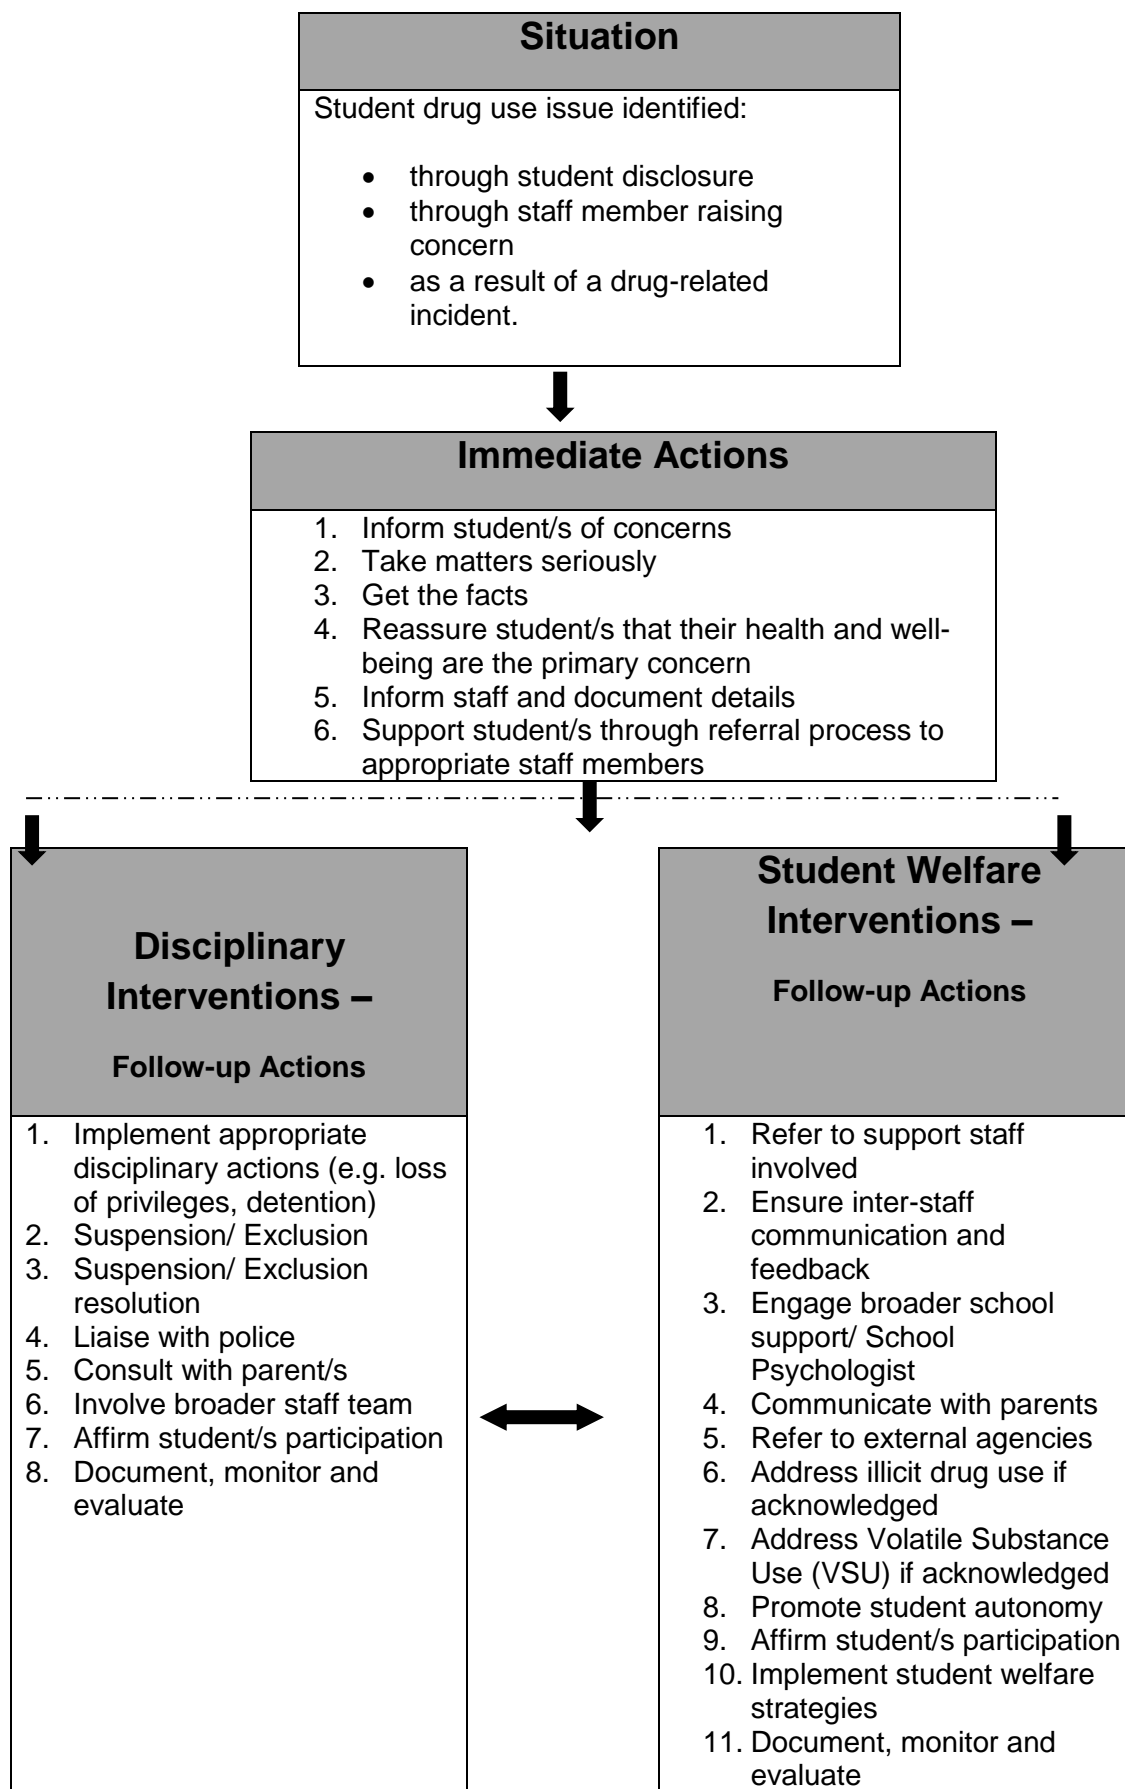 Situation
Student drug use issue identified:
• through student disclosure
• through staff member raising
concern
• as a result of a drug-related
incident.
Immediate Actions
1. Inform student/s of concerns
2. Take matters seriously
3. Get the facts
4. Reassure student/s that their health and well-
being are the primary concern
5. Inform staff and document details
6. Support student/s through referral process to
appropriate staff members
Disciplinary
Interventions –
Follow-up Actions
1. Implement appropriate
disciplinary actions (e.g. loss
of privileges, detention)
2. Suspension/ Exclusion
3. Suspension/ Exclusion
resolution
4. Liaise with police
5. Consult with parent/s
6. Involve broader staff team
7. Affirm student/s participation
8. Document, monitor and
evaluate
Student Welfare
Interventions –
Follow-up Actions
1. Refer to support staff
involved
2. Ensure inter-staff
communication and
feedback
3. Engage broader school
support/ School
Psychologist
4. Communicate with parents
5. Refer to external agencies
6. Address illicit drug use if
acknowledged
7. Address Volatile Substance
Use (VSU) if acknowledged
8. Promote student autonomy
9. Affirm student/s participation
10. Implement student welfare
strategies
11. Document, monitor and
evaluate